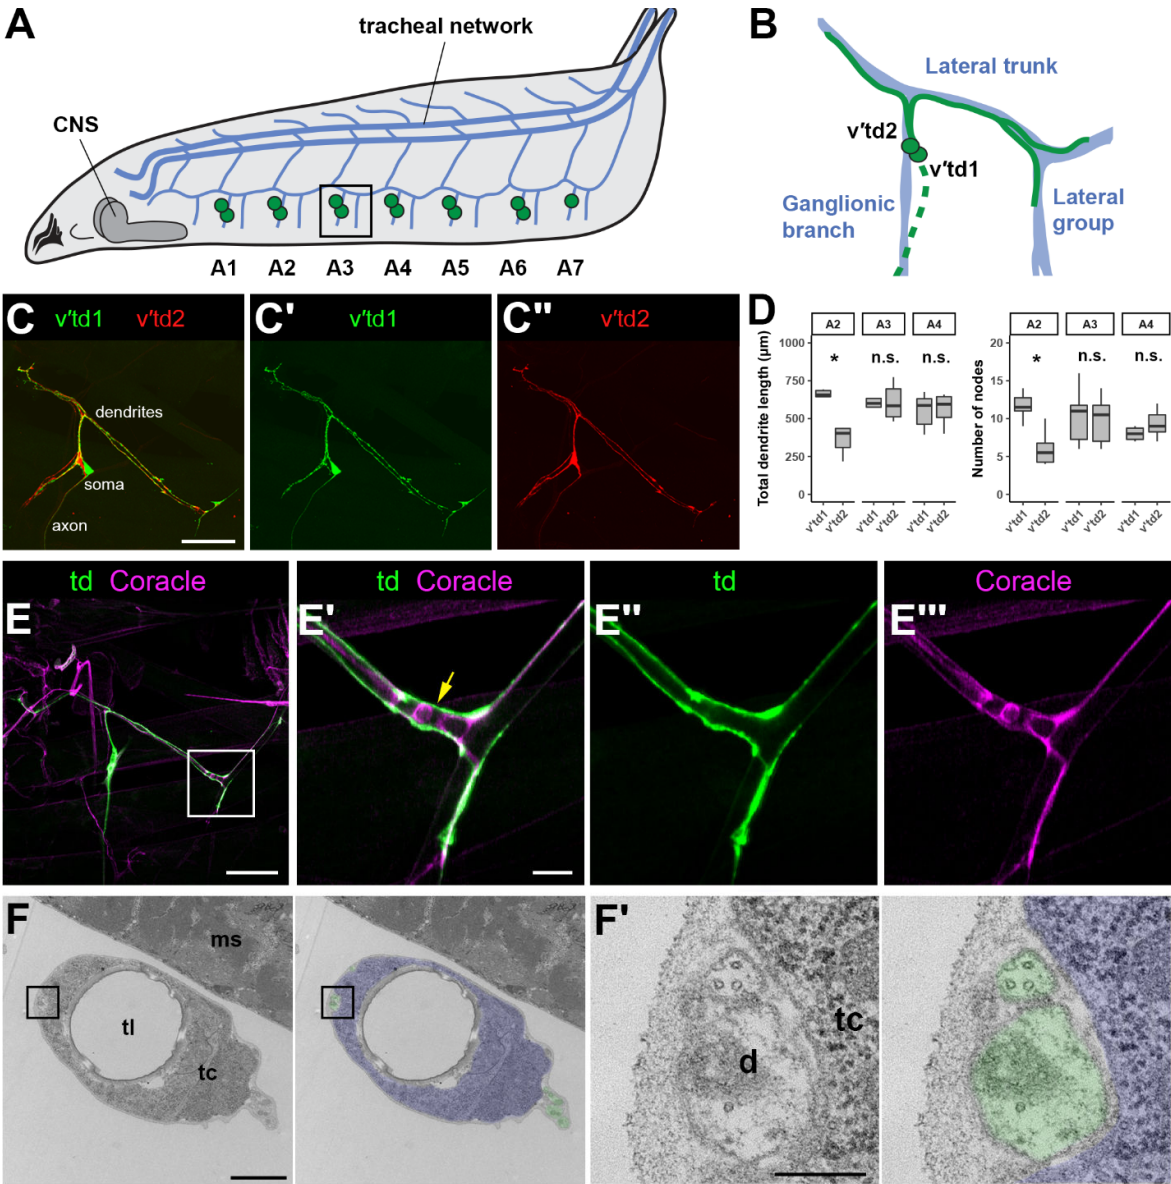 A
tracheal network
CNS
A1 A2 A3 A4 A5 A6 A7
B
Lateral trunk
v'td2
v'td1
Ganglionic
branch
Lateral
group
C v'td1 v'td2
dendrites
soma
axon
C' v'td1
C" v'td2
D
A2 A3 A4
* n.s. n.s.
Total dendrite length (µm)
1000
750
500
250
0
v'td1 v'td2 v'td1 v'td2 v'td1 v'td2
A2 A3 A4
* n.s. n.s.
Number of nodes
20
15
10
5
0
v'td1 v'td2 v'td1 v'td2 v'td1 v'td2
td Coracle
E
td Coracle
E'
td
E"
Coracle
E'"
F
ms
tl
tc
F'
tc
d